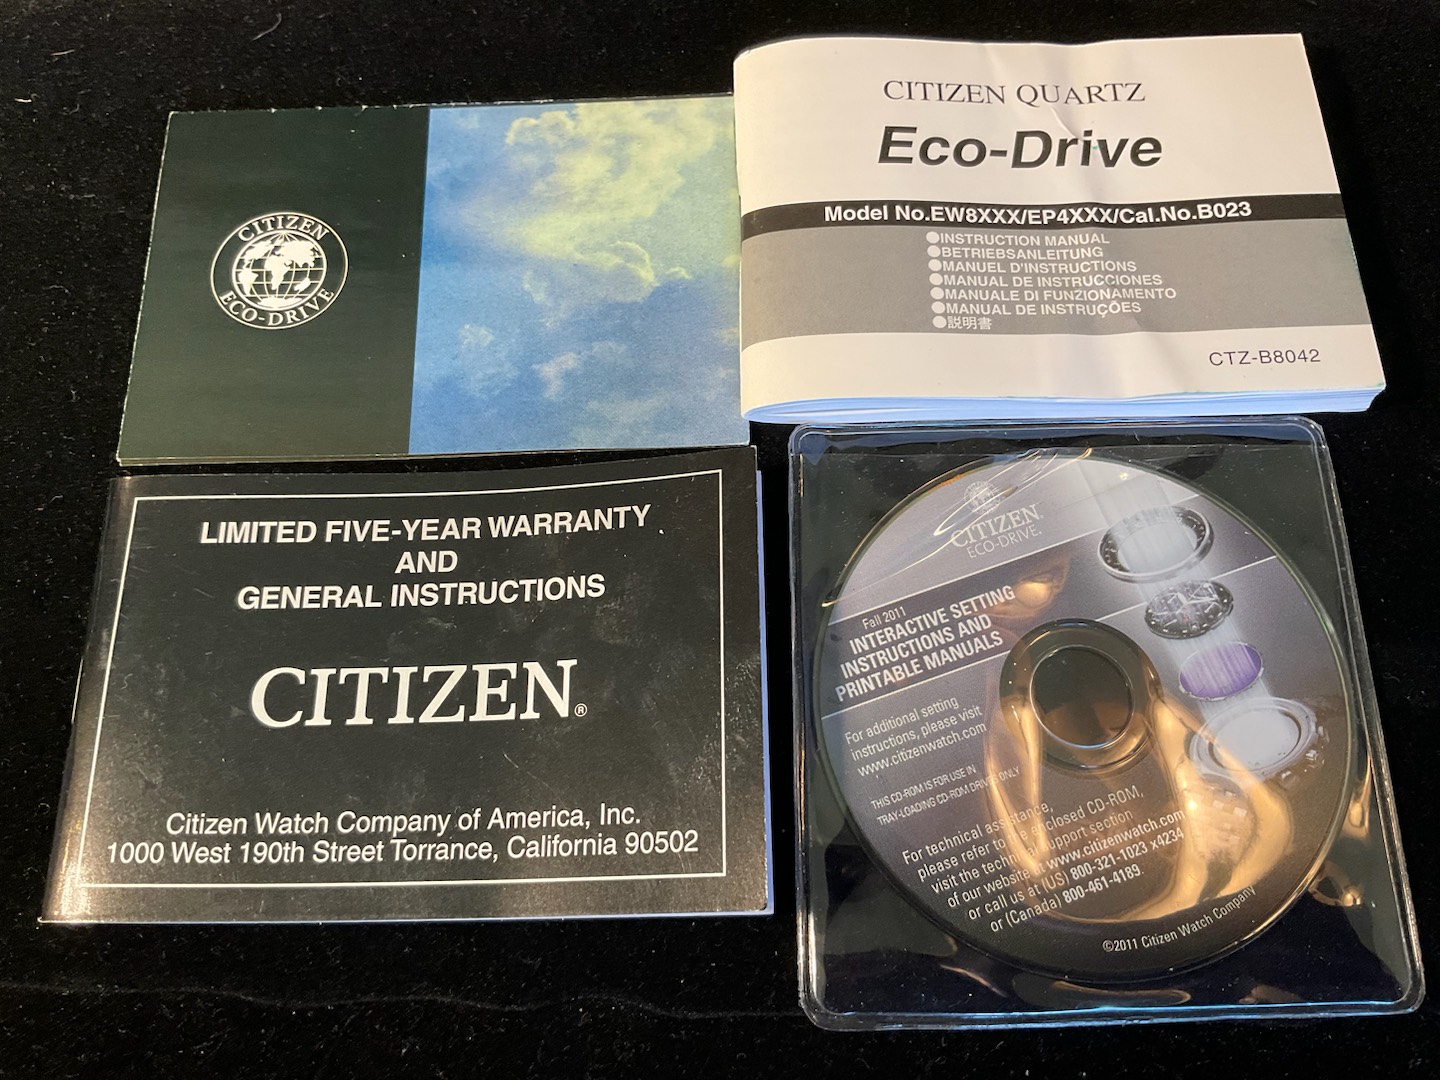 CITIZEN
ECO-DRIVE
CITIZEN QUARTZ
Eco-Drive
Model No.EW8XXX/EP4XXX/Cal.No.B023
●INSTRUCTION MANUAL
●BETRIEBSANLEITUNG
●MANUEL D'INSTRUCTIONS
●MANUAL DE INSTRUCCIONES
●MANUALE DI FUNZIONAMENTO
●MANUAL DE INSTRUÇÕES
●説明書
CTZ-B8042
LIMITED FIVE-YEAR WARRANTY
AND
GENERAL INSTRUCTIONS
CITIZEN®
Citizen Watch Company of America, Inc.
1000 West 190th Street Torrance, California 90502
CITIZEN
ECO-DRIVE
Fall 2011
INTERACTIVE SETTING
INSTRUCTIONS AND
PRINTABLE MANUALS
For additional setting
instructions, please visit
www.citizenwatch.com
THIS CD-ROM IS FOR USE IN
TRAY-LOADING CD-ROM DRIVES ONLY
For technical assistance,
please refer to the enclosed CD-ROM,
visit the technical support section
of our website at www.citizenwatch.com
or call us at (US) 800-321-1023 x4234
or (Canada) 800-461-4189.
©2011 Citizen Watch Company